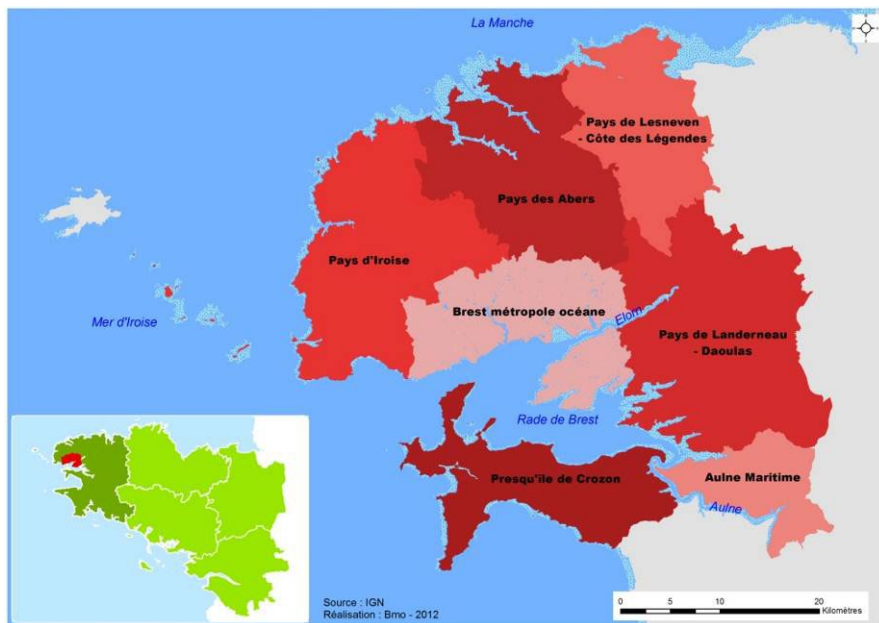 La Manche
Pays de Lesneven
- Côte des Légendes
Pays des Abers
Pays d'Iroise
Brest métropole océane
Elorn
Mer d'Iroise
Pays de Landerneau
- Daoulas
Rade de Brest
Presqu'île de Crozon
Aulne Maritime
Aulne
Source : IGN
Réalisation : Bmo - 2012
0 10 20
Kilomètres